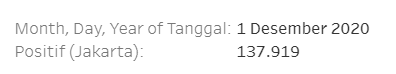 Month, Day, Year of Tanggal: 1 Desember 2020
Positif (Jakarta): 137.919